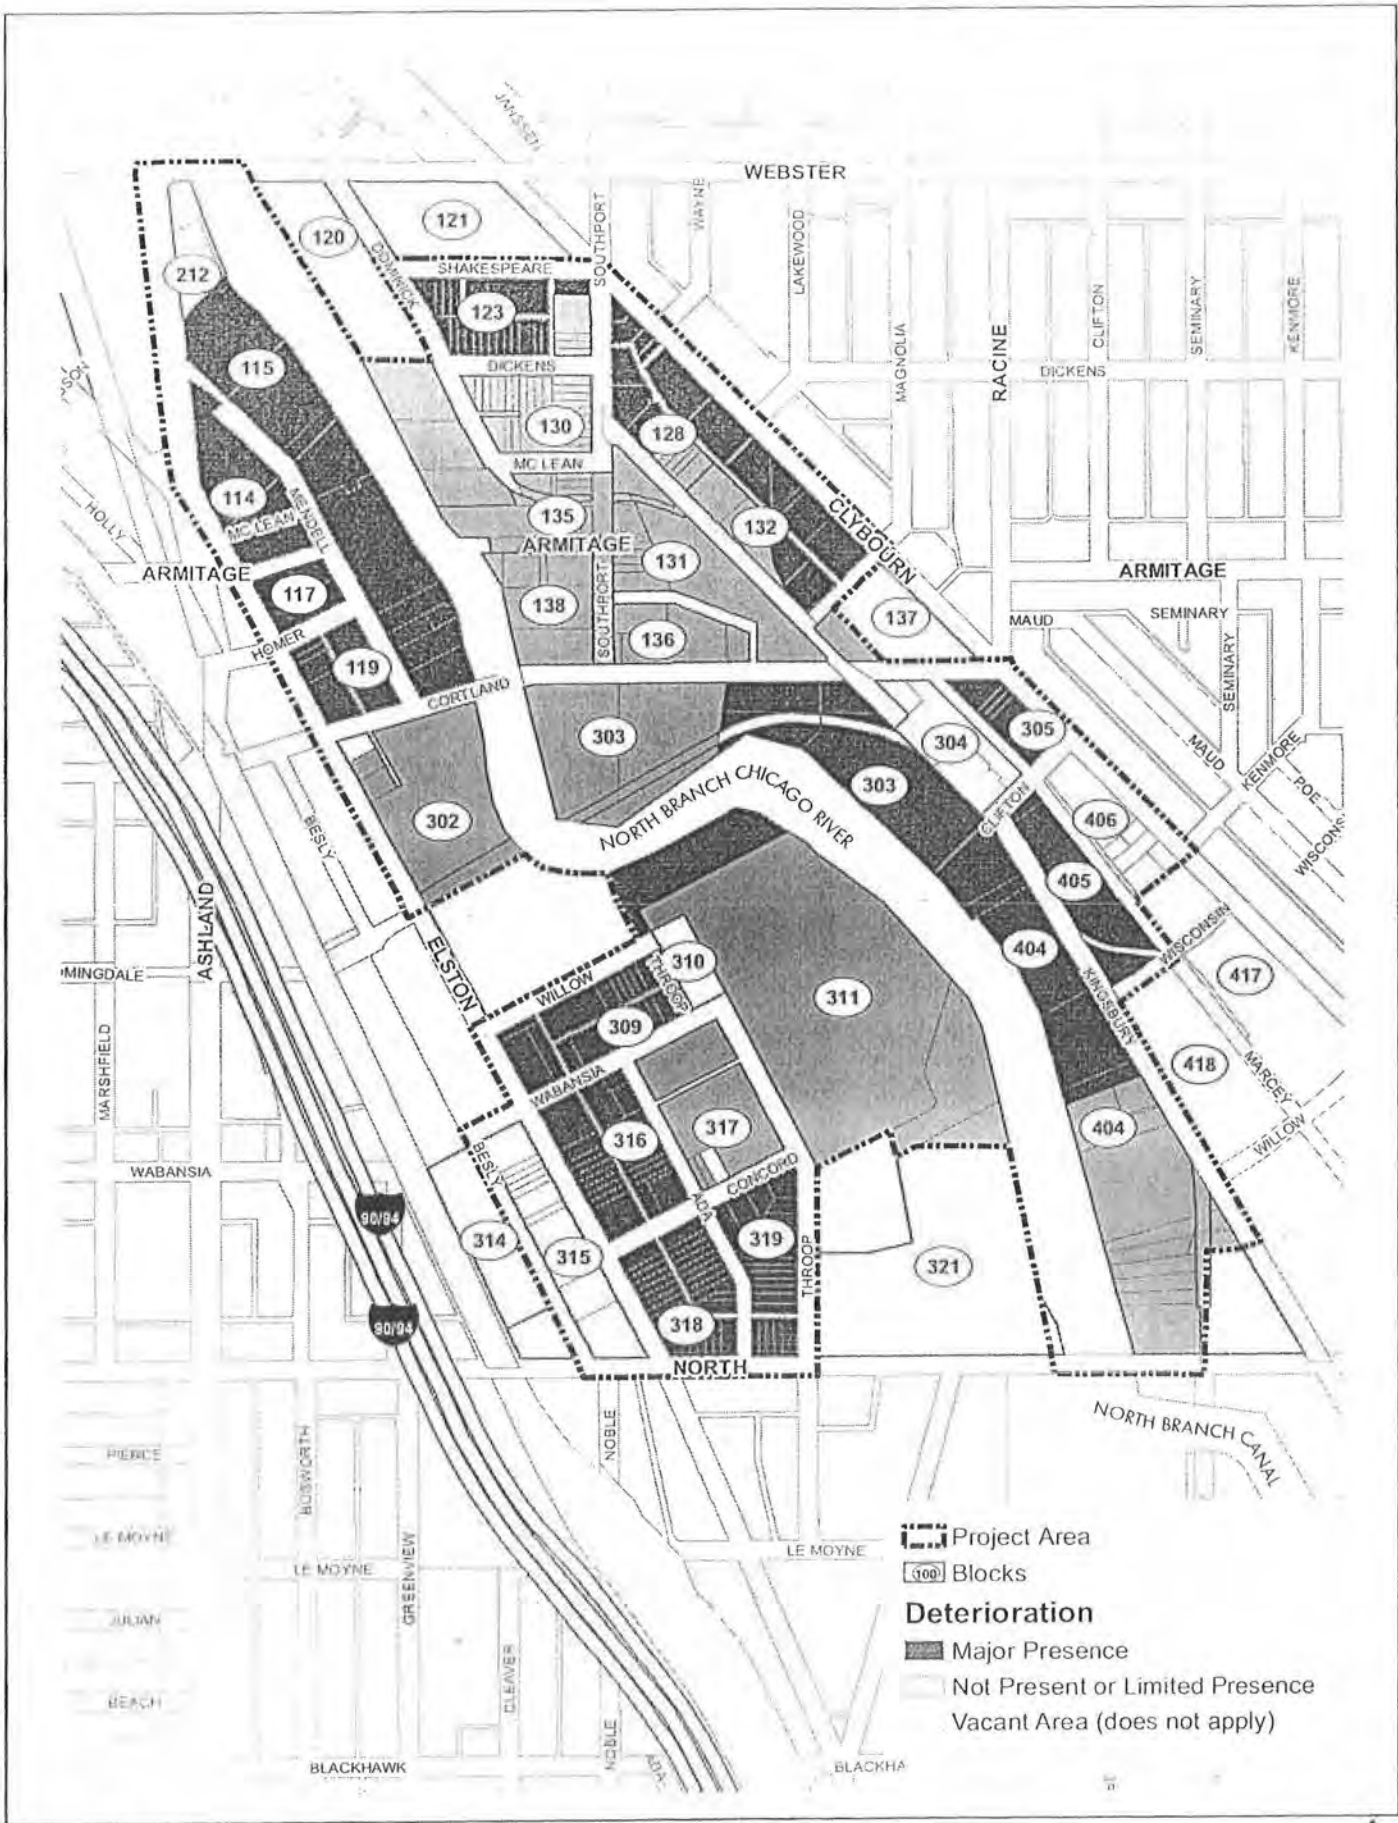 JANSSEN
WEBSTER
SOUTHPORT
WAYNE
LAKEWOOD
121
120
DOMINICK
SHAKESPEARE
212
CLIFTON
SEMINARY
KENMORE
123
MAGNOLIA
RACINE
115
DICKENS
DICKENS
130
128
MC LEAN
114
MENDELL
HOLLY
MC LEAN
135
132
CLYBOURN
ARMITAGE
131
ARMITAGE
ARMITAGE
117
138
SOUTHPORT
137
SEMINARY
MAUD
HOMER
136
SEMINARY
119
CORTLAND
303
304
305
MAUD
KENMORE
POE
WISCONS
NORTH BRANCH CHICAGO RIVER
303
CLIFTON
406
302
BESLY
405
ASHLAND
ELSTON
404
WISCONSIN
310
417
OMINGDALE
WILLOW
THROOP
311
KINGSBURY
309
MARSHFIELD
418
MARCEY
WABANSIA
316
317
404
WILLOW
BESLY
WABANSIA
CONCORD
ADA
90/94
314
315
319
THROOP
321
90/94
318
NORTH
NORTH BRANCH CANAL
NOBLE
PIERCE
BOSWORTH
Project Area
LE MOYNE
GREENVIEW
LE MOYNE
LE MOYNE
100 Blocks
Deterioration
JULIAN
CLEAVER
Major Presence
BEACH
Not Present or Limited Presence
NOBLE
Vacant Area (does not apply)
BLACKHAWK
ADA
BLACKHA